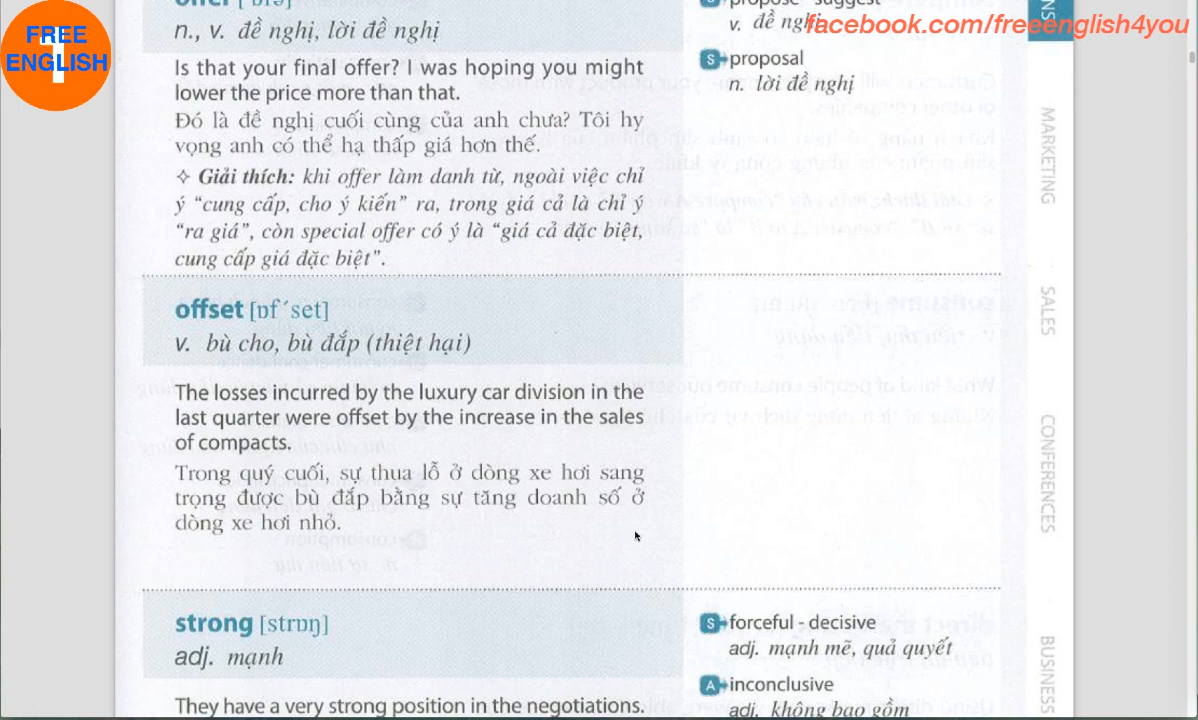 FREE
ENGLISH
1
facebook.com/freeenglish4you
offer
n., v. đề nghị, lời đề nghị
Is that your final offer? I was hoping you might
lower the price more than that.
Đó là đề nghị cuối cùng của anh chưa? Tôi hy
vọng anh có thể hạ thấp giá hơn thế.
✧ Giải thích: khi offer làm danh từ, ngoài việc chỉ
ý “cung cấp, cho ý kiến” ra, trong giá cả là chỉ ý
“ra giá”, còn special offer có ý là “giá cả đặc biệt,
cung cấp giá đặc biệt”.
S propose - suggest
v. đề nghị
S proposal
n. lời đề nghị
offset [ɒf´set]
v. bù cho, bù đắp (thiệt hại)
The losses incurred by the luxury car division in the
last quarter were offset by the increase in the sales
of compacts.
Trong quý cuối, sự thua lỗ ở dòng xe hơi sang
trọng được bù đắp bằng sự tăng doanh số ở
dòng xe hơi nhỏ.
strong [strɒŋ]
adj. mạnh
They have a very strong position in the negotiations.
S forceful - decisive
adj. mạnh mẽ, quả quyết
A inconclusive
adj. không bao gồm
NS
MARKETING
SALES
CONFERENCES
BUSINESS